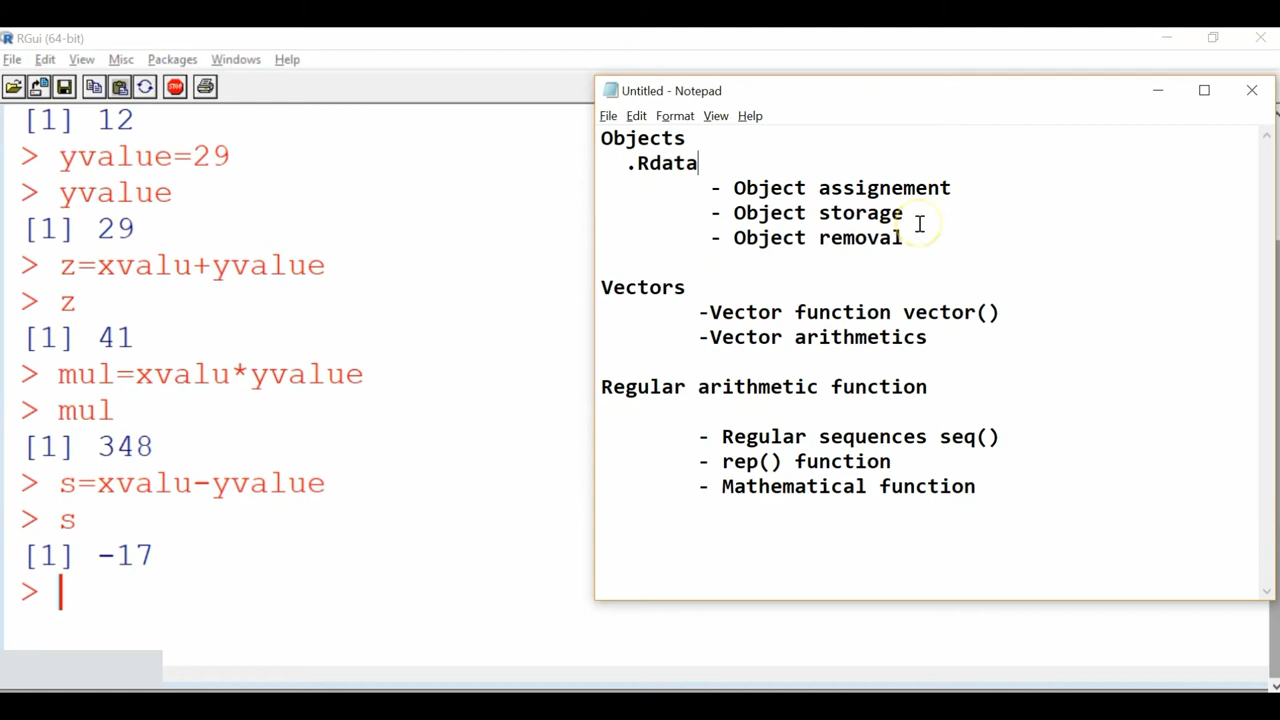 RGui (64-bit)
File Edit View Misc Packages Windows Help
STOP
[1] 12
> yvalue=29
> yvalue
[1] 29
> z=xvalu+yvalue
> z
[1] 41
> mul=xvalu*yvalue
> mul
[1] 348
> s=xvalu-yvalue
> s
[1] -17
>
Untitled - Notepad
File Edit Format View Help
Objects
.Rdata
- Object assignement
- Object storage
- Object removal
Vectors
-Vector function vector()
-Vector arithmetics
Regular arithmetic function
- Regular sequences seq()
- rep() function
- Mathematical function